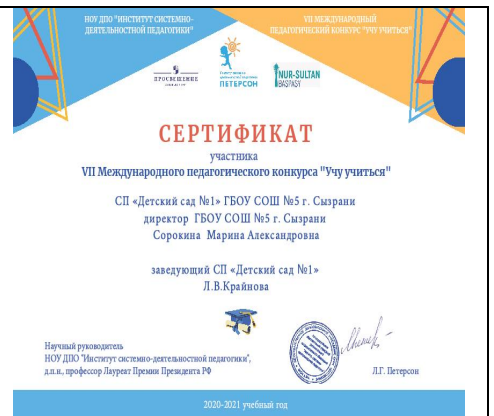 НОУ ДПО "ИНСТИТУТ СИСТЕМНО-
ДЕЯТЕЛЬНОСТНОЙ ПЕДАГОГИКИ"
VII МЕЖДУНАРОДНЫЙ
ПЕДАГОГИЧЕСКИЙ КОНКУРС "УЧУ УЧИТЬСЯ"
ПРОСВЕЩЕНИЕ
ПЕТЕРСОН
NUR-SULTAN
BASPASY
СЕРТИФИКАТ
участника
VII Международного педагогического конкурса "Учу учиться"
СП «Детский сад №1» ГБОУ СОШ №5 г. Сызрани
директор ГБОУ СОШ №5 г. Сызрани
Сорокина Марина Александровна
заведующий СП «Детский сад №1»
Л.В.Крайнова
Научный руководитель
НОУ ДПО "Институт системно-деятельностной педагогики",
д.п.н., профессор Лауреат Премии Президента РФ
Л.Г. Петерсон
2020-2021 учебный год